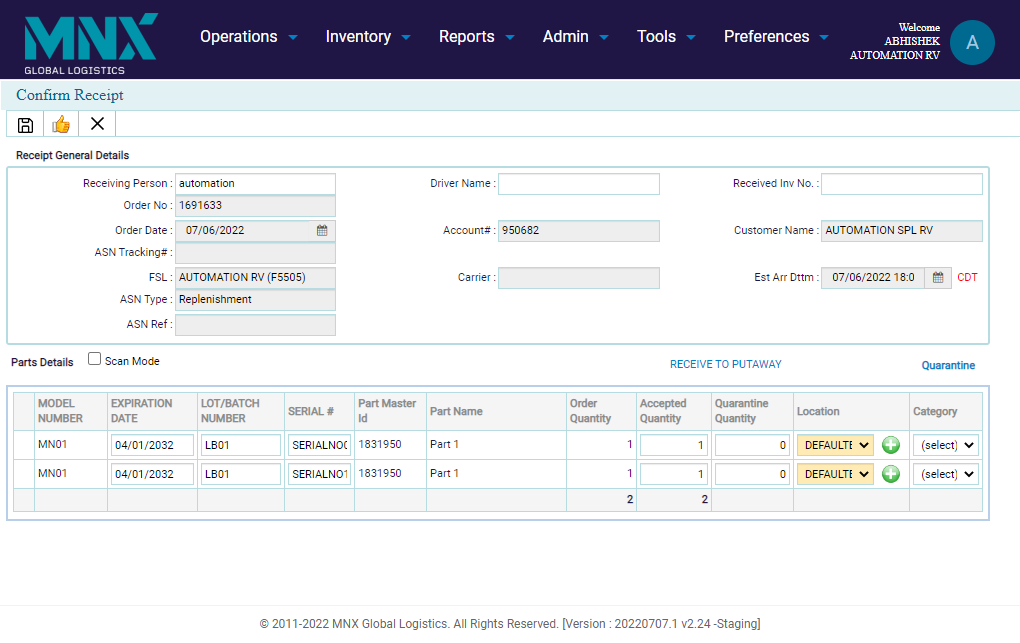 MNX
GLOBAL LOGISTICS
Operations Inventory Reports Admin Tools Preferences
Welcome
ABHISHEK
AUTOMATION RV
A
Confirm Receipt
Receipt General Details
Receiving Person : automation Driver Name : Received Inv No. :
Order No : 1691633
Order Date : 07/06/2022 Account# : 950682 Customer Name : AUTOMATION SPL RV
ASN Tracking# :
FSL : AUTOMATION RV (F5505) Carrier : Est Arr Dttm : 07/06/2022 18:0 CDT
ASN Type : Replenishment
ASN Ref :
Parts Details Scan Mode RECEIVE TO PUTAWAY Quarantine
MODEL NUMBER EXPIRATION DATE LOT/BATCH NUMBER SERIAL # Part Master Id Part Name Order Quantity Accepted Quantity Quarantine Quantity Location Category
MN01 04/01/2032 LB01 SERIALNO0 1831950 Part 1 1 1 0 DEFAULTE (select)
MN01 04/01/2032 LB01 SERIALNO1 1831950 Part 1 1 1 0 DEFAULTE (select)
2 2
© 2011-2022 MNX Global Logistics. All Rights Reserved. [Version : 20220707.1 v2.24 -Staging]